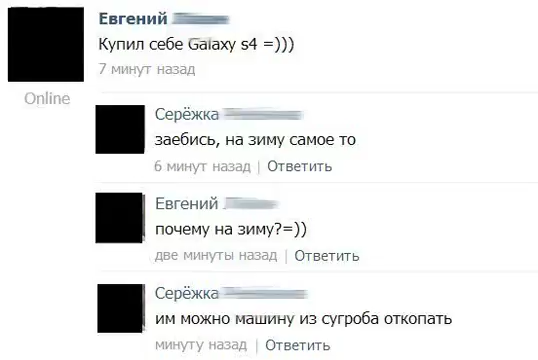 Евгений
Купил себе Galaxy s4 =)))
7 минут назад
Online
Серёжка
заебись, на зиму самое то
6 минут назад | Ответить
Евгений
почему на зиму?=))
две минуты назад | Ответить
Серёжка
им можно машину из сугроба откопать
минуту назад | Ответить